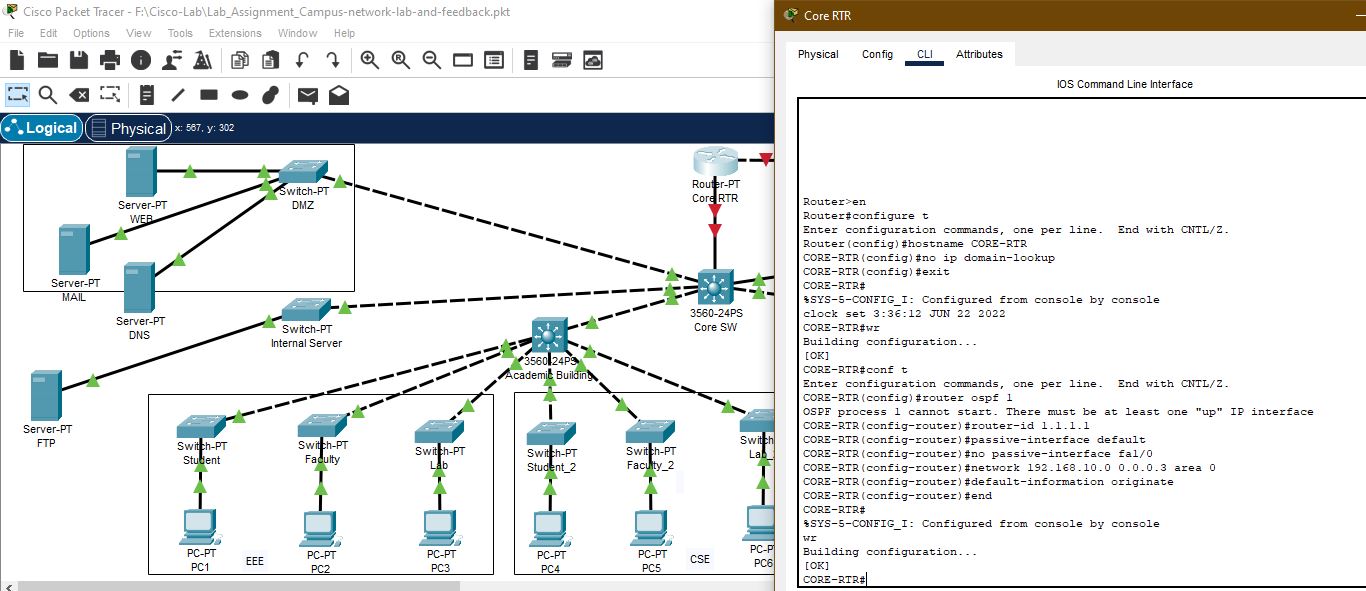 Cisco Packet Tracer - F:\Cisco-Lab\Lab_Assignment_Campus-network-lab-and-feedback.pkt
File Edit Options View Tools Extensions Window Help
Logical Physical x: 567, y: 302
Server-PT
WEB
Switch-PT
DMZ
Server-PT
MAIL
Server-PT
DNS
Router-PT
Core RTR
3560-24PS
Core SW
Switch-PT
Internal Server
3560-24PS
Academic Building
Server-PT
FTP
Switch-PT
Student
Switch-PT
Faculty
Switch-PT
Lab
Switch-PT
Student_2
Switch-PT
Faculty_2
Switch
Lab_
PC-PT
PC1
EEE
PC-PT
PC2
PC-PT
PC3
PC-PT
PC4
PC-PT
PC5
CSE
PC-P
PC6
Core RTR
Physical Config CLI Attributes
IOS Command Line Interface
Router>en
Router#configure t
Enter configuration commands, one per line. End with CNTL/Z.
Router(config)#hostname CORE-RTR
CORE-RTR(config)#no ip domain-lookup
CORE-RTR(config)#exit
CORE-RTR#
%SYS-5-CONFIG_I: Configured from console by console
clock set 3:36:12 JUN 22 2022
CORE-RTR#wr
Building configuration...
[OK]
CORE-RTR#conf t
Enter configuration commands, one per line. End with CNTL/Z.
CORE-RTR(config)#router ospf 1
OSPF process 1 cannot start. There must be at least one "up" IP interface
CORE-RTR(config-router)#router-id 1.1.1.1
CORE-RTR(config-router)#passive-interface default
CORE-RTR(config-router)#no passive-interface fa1/0
CORE-RTR(config-router)#network 192.168.10.0 0.0.0.3 area 0
CORE-RTR(config-router)#default-information originate
CORE-RTR(config-router)#end
CORE-RTR#
%SYS-5-CONFIG_I: Configured from console by console
wr
Building configuration...
[OK]
CORE-RTR#